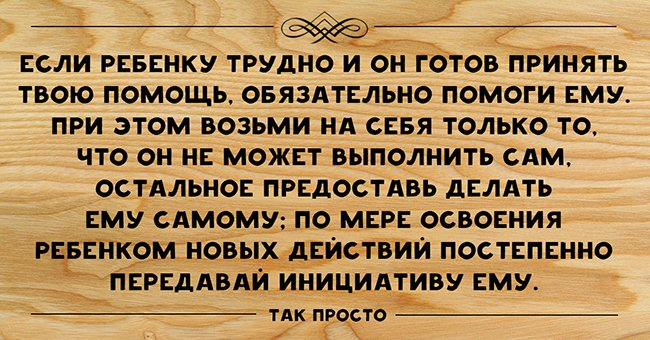 ЕСЛИ РЕБЕНКУ ТРУДНО И ОН ГОТОВ ПРИНЯТЬ
ТВОЮ ПОМОЩЬ, ОБЯЗАТЕЛЬНО ПОМОГИ ЕМУ.
ПРИ ЭТОМ ВОЗЬМИ НА СЕБЯ ТОЛЬКО ТО,
ЧТО ОН НЕ МОЖЕТ ВЫПОЛНИТЬ САМ,
ОСТАЛЬНОЕ ПРЕДОСТАВЬ ДЕЛАТЬ
ЕМУ САМОМУ; ПО МЕРЕ ОСВОЕНИЯ
РЕБЕНКОМ НОВЫХ ДЕЙСТВИЙ ПОСТЕПЕННО
ПЕРЕДАВАЙ ИНИЦИАТИВУ ЕМУ.
ТАК ПРОСТО